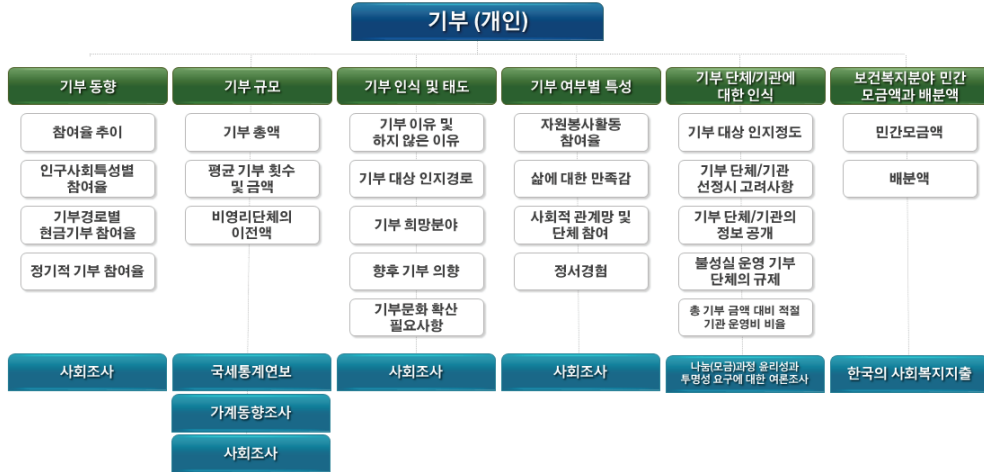 기부 (개인)
기부 동향
참여율 추이
인구사회특성별
참여율
기부경로별
현금기부 참여율
정기적 기부 참여율
사회조사
기부 규모
기부 총액
평균 기부 횟수
및 금액
비영리단체의
이전액
국세통계연보
가계동향조사
사회조사
기부 인식 및 태도
기부 이유 및
하지 않은 이유
기부 대상 인지경로
기부 희망분야
향후 기부 의향
기부문화 확산
필요사항
사회조사
기부 여부별 특성
자원봉사활동
참여율
삶에 대한 만족감
사회적 관계망 및
단체 참여
정서경험
사회조사
기부 단체/기관에
대한 인식
기부 대상 인지정도
기부 단체/기관
선정시 고려사항
기부 단체/기관의
정보 공개
불성실 운영 기부
단체의 규제
총 기부 금액 대비 적절
기관 운영비 비율
나눔(모금)과정 윤리성과
투명성 요구에 대한 여론조사
보건복지분야 민간
모금액과 배분액
민간모금액
배분액
한국의 사회복지지출